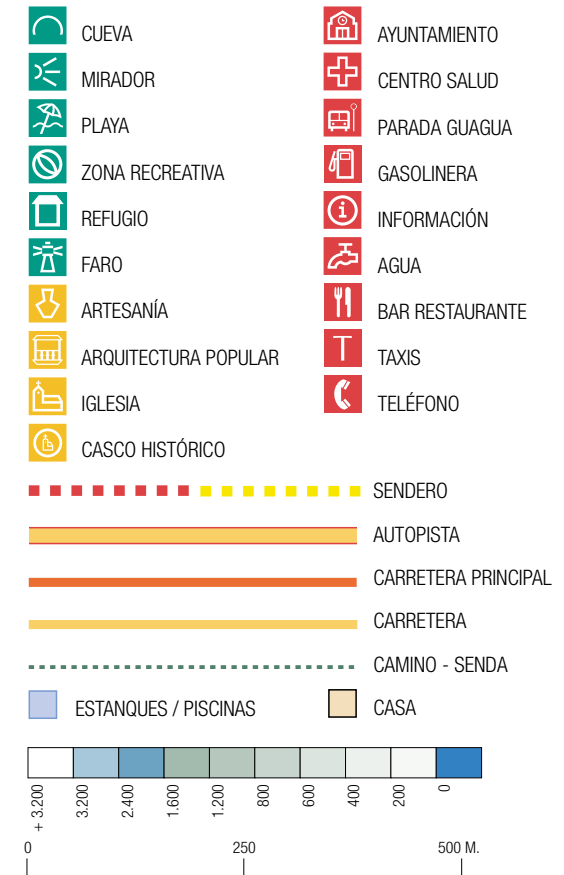 CUEVA
MIRADOR
PLAYA
ZONA RECREATIVA
REFUGIO
FARO
ARTESANÍA
ARQUITECTURA POPULAR
IGLESIA
CASCO HISTÓRICO
AYUNTAMIENTO
CENTRO SALUD
PARADA GUAGUA
GASOLINERA
INFORMACIÓN
AGUA
BAR RESTAURANTE
T TAXIS
TELÉFONO
SENDERO
AUTOPISTA
CARRETERA PRINCIPAL
CARRETERA
CAMINO - SENDA
ESTANQUES / PISCINAS
CASA
+ 3.200
3.200
2.400
1.600
1.200
800
600
400
200
0
0 250 500 M.